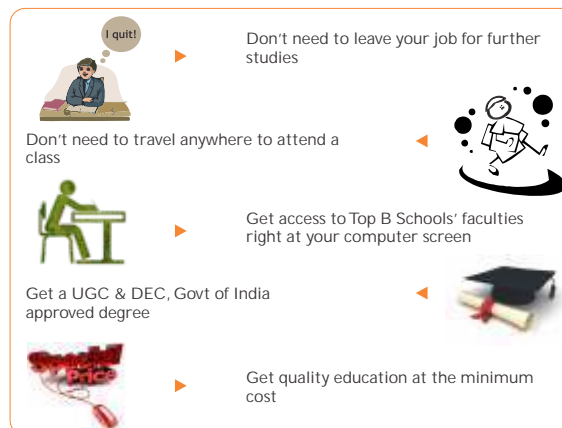 I quit!
Don't need to leave your job for further
studies
Don't need to travel anywhere to attend a
class
Get access to Top B Schools' faculties
right at your computer screen
Get a UGC & DEC, Govt of India
approved degree
Special
Price
Get quality education at the minimum
cost